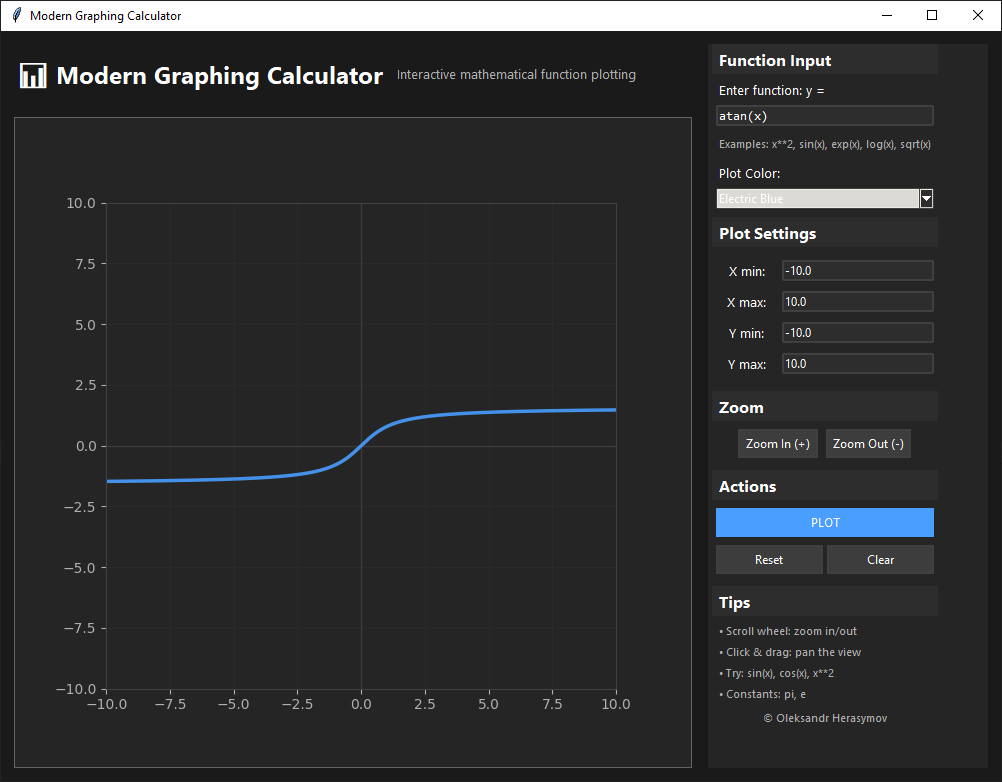 Modern Graphing Calculator
Modern Graphing Calculator Interactive mathematical function plotting
10.0
7.5
5.0
2.5
0.0
−2.5
−5.0
−7.5
−10.0
−10.0 −7.5 −5.0 −2.5 0.0 2.5 5.0 7.5 10.0
Function Input
Enter function: y =
atan(x)
Examples: x**2, sin(x), exp(x), log(x), sqrt(x)
Plot Color:
Electric Blue
Plot Settings
X min: -10.0
X max: 10.0
Y min: -10.0
Y max: 10.0
Zoom
Zoom In (+) Zoom Out (-)
Actions
PLOT
Reset Clear
Tips
• Scroll wheel: zoom in/out
• Click & drag: pan the view
• Try: sin(x), cos(x), x**2
• Constants: pi, e
© Oleksandr Herasymov